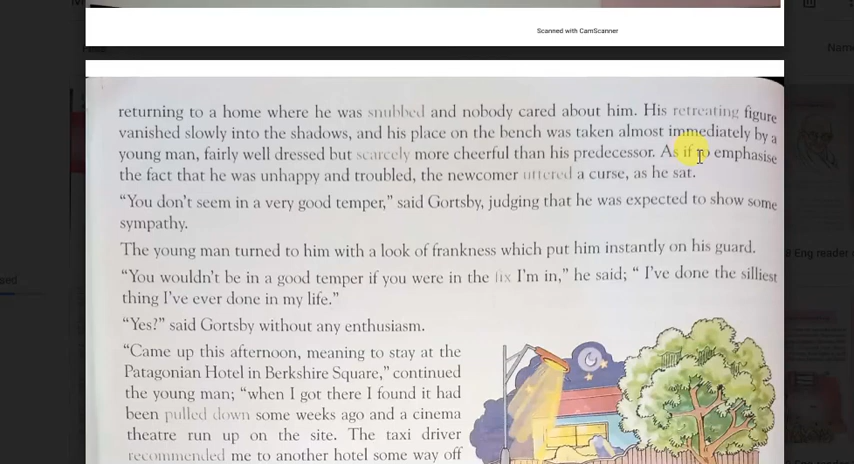 Scanned with CamScanner
Name
returning to a home where he was snubbed and nobody cared about him. His retreating figure
vanished slowly into the shadows, and his place on the bench was taken almost immediately by a
young man, fairly well dressed but scarcely more cheerful than his predecessor. As if to emphasise
the fact that he was unhappy and troubled, the newcomer uttered a curse, as he sat.
“You don't seem in a very good temper,” said Gortsby, judging that he was expected to show some
sympathy.
The young man turned to him with a look of frankness which put him instantly on his guard.
“You wouldn't be in a good temper if you were in the fix I'm in,” he said; “ I've done the silliest
thing I've ever done in my life.”
“Yes?” said Gortsby without any enthusiasm.
“Came up this afternoon, meaning to stay at the
Patagonian Hotel in Berkshire Square,” continued
the young man; “when I got there I found it had
been pulled down some weeks ago and a cinema
theatre run up on the site. The taxi driver
recommended me to another hotel some way off
8 Eng reader